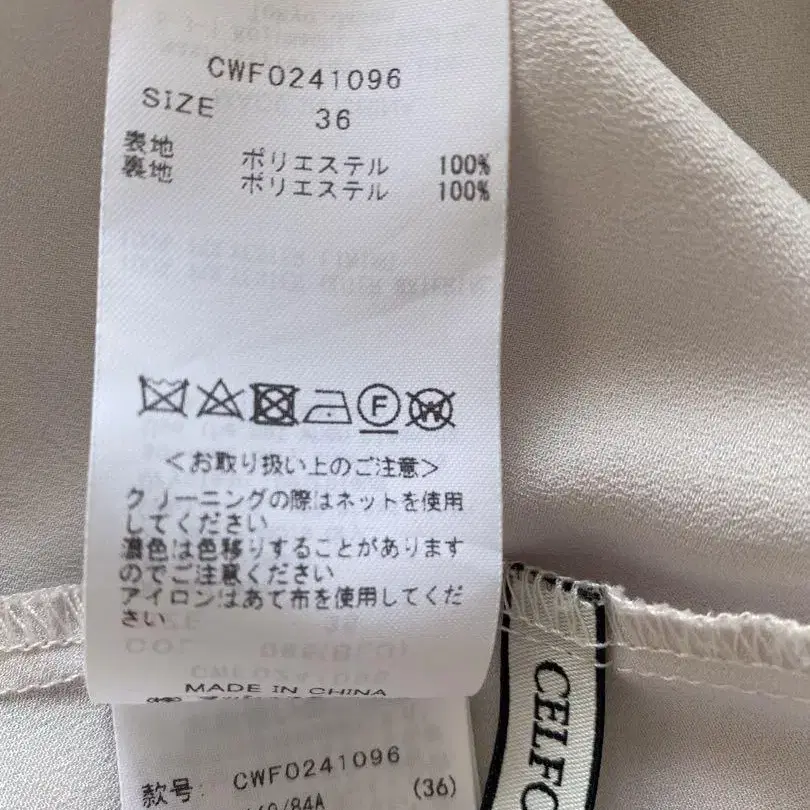 CWFO241096
SIZE 36
表地 ポリエステル 100%
裏地 ポリエステル 100%
F
W
<お取り扱い上のご注意>
クリーニングの際はネットを使用
してください
濃色は色移りすることがあります
のでご注意ください
アイロンはあて布を使用してくだ
さい
MADE IN CHINA
款号: CWFO241096
/84A (36)
CELFO